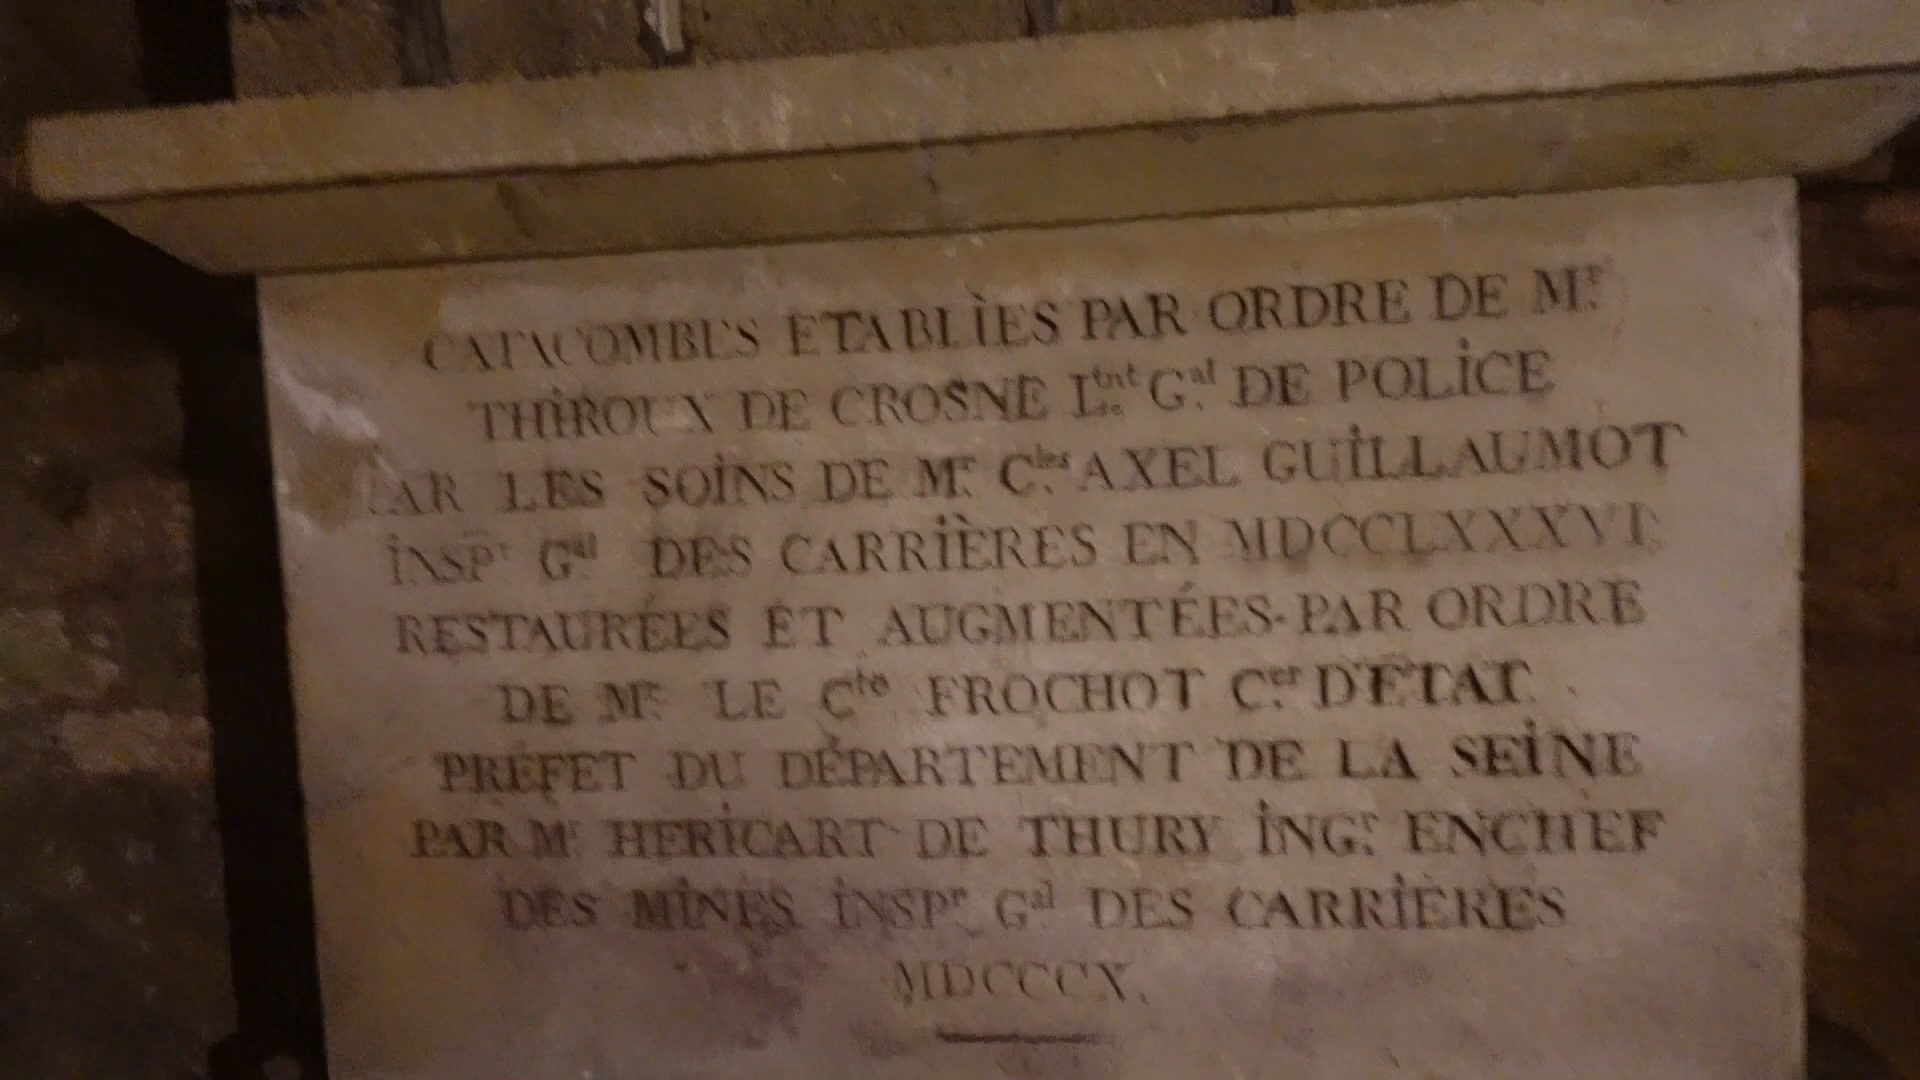 CATACOMBES ETABLIES PAR ORDRE DE Mr.
THIROUX DE CROSNE Ltnt. Gal. DE POLICE
PAR LES SOINS DE Mr. Cles. AXEL GUILLAUMOT
INSPr Gal. DES CARRIÈRES EN MDCCLXXXVI.
RESTAURÉES ET AUGMENTÉES PAR ORDRE
DE Mr. LE Cte FROCHOT Cer. D'ETAT.
PRÉFET DU DÉPARTEMENT DE LA SEINE
PAR Mr HERICART DE THURY INGr. EN CHEF
DES MINES INSPr. Gal DES CARRIÈRES
MDCCCX.